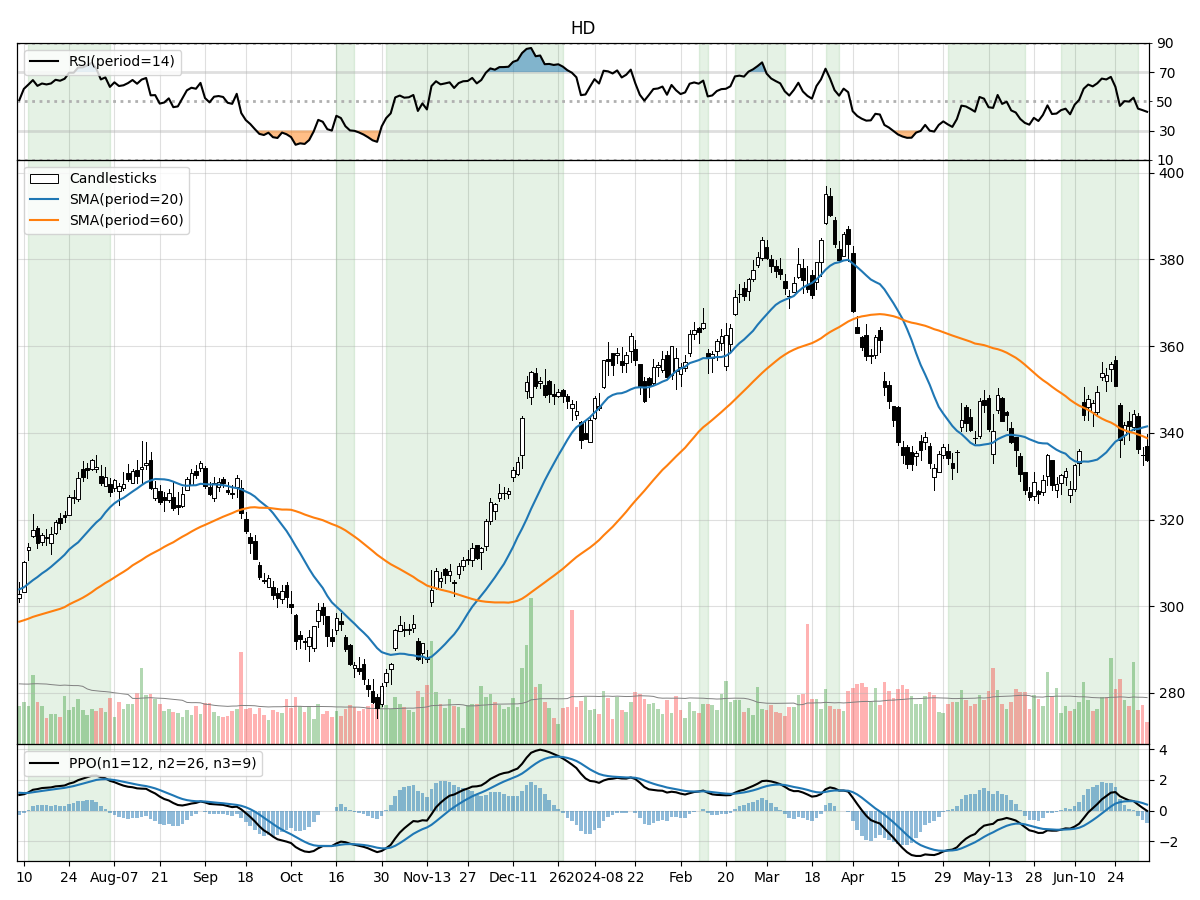 HD
RSI(period=14)
90
70
50
30
10
Candlesticks
SMA(period=20)
SMA(period=60)
400
380
360
340
320
300
280
PPO(n1=12, n2=26, n3=9)
4
2
0
−2
10 24 Aug-07 21 Sep 18 Oct 16 30 Nov-13 27 Dec-11 26 2024-08 22 Feb 20 Mar 18 Apr 15 29 May-13 28 Jun-10 24